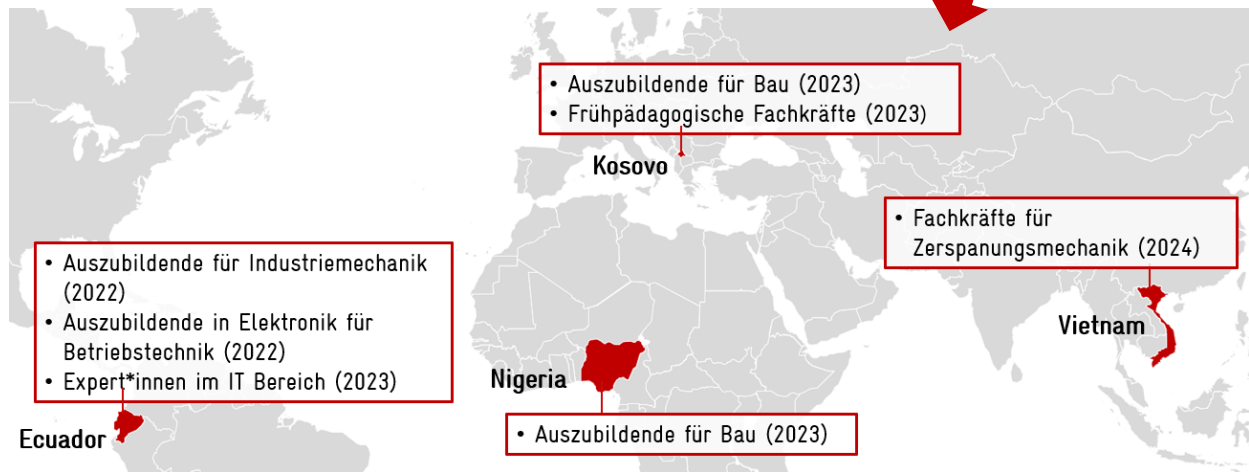 • Auszubildende für Bau (2023)
• Frühpädagogische Fachkräfte (2023)
Kosovo
• Fachkräfte für
Zerspanungsmechanik (2024)
Vietnam
• Auszubildende für Industriemechanik
(2022)
• Auszubildende in Elektronik für
Betriebstechnik (2022)
• Expert*innen im IT Bereich (2023)
Ecuador
Nigeria
• Auszubildende für Bau (2023)